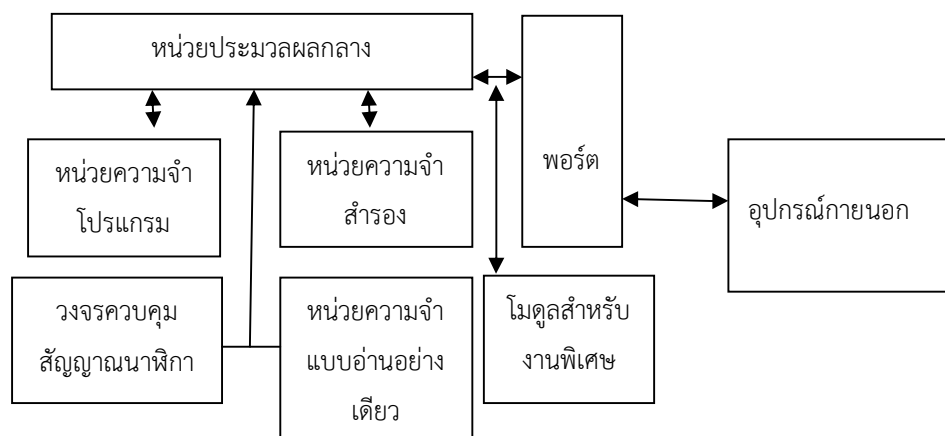 หน่วยประมวลผลกลาง
พอร์ต
หน่วยความจำ
โปรแกรม
หน่วยความจำ
สำรอง
อุปกรณ์กายนอก
วงจรควบคุม
สัญญาณนาฬิกา
หน่วยความจำ
แบบอ่านอย่าง
เดียว
โมดูลสำหรับ
งานพิเศษ